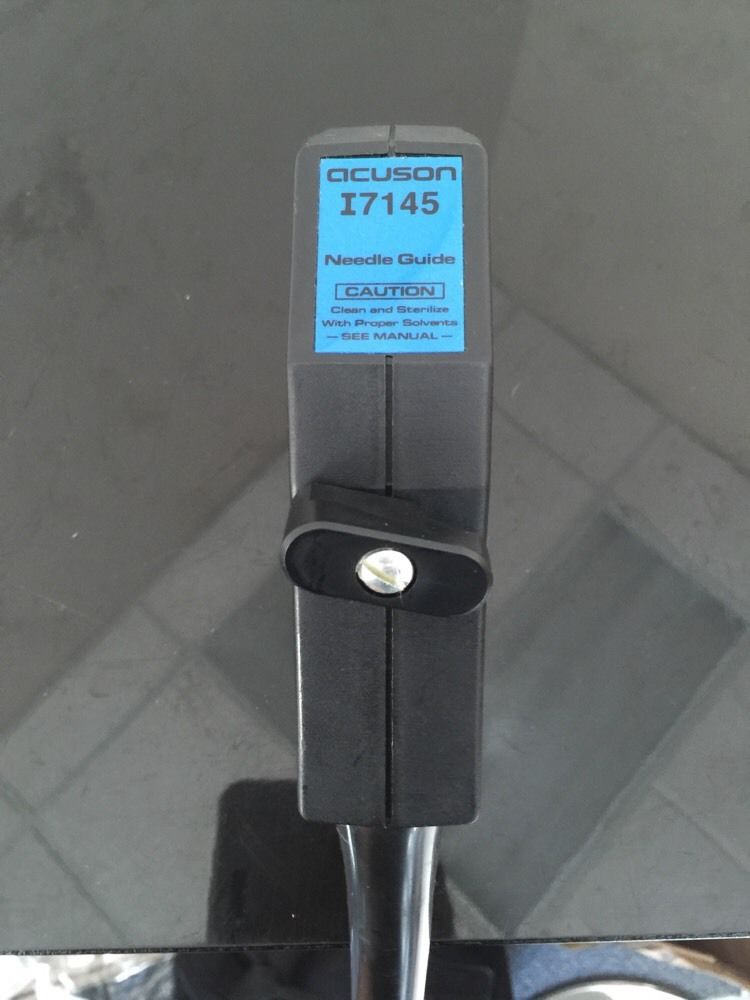 acuson
I7145
Needle Guide
CAUTION
Clean and Sterilize
With Proper Solvents
— SEE MANUAL —